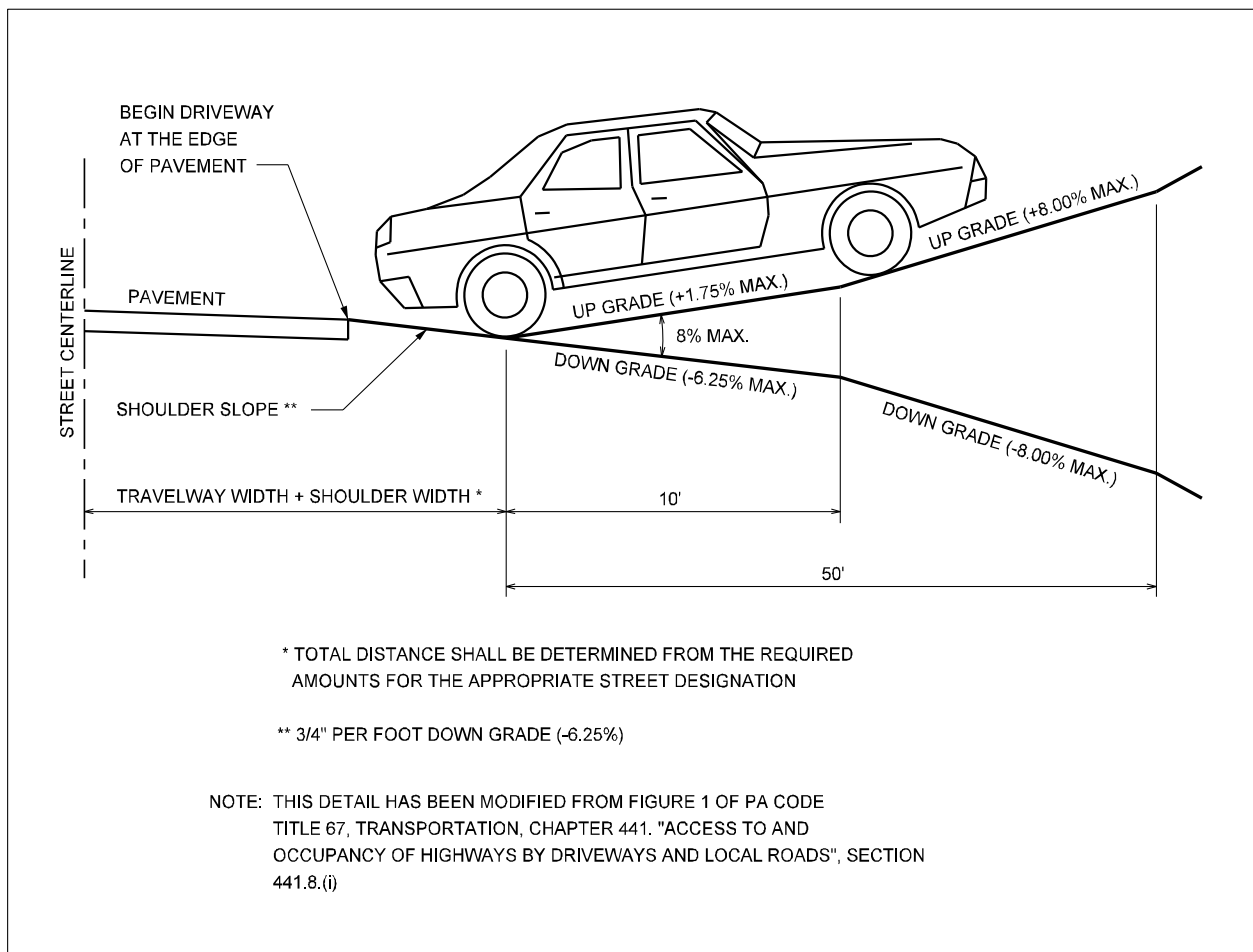 BEGIN DRIVEWAY
AT THE EDGE
OF PAVEMENT
STREET CENTERLINE
PAVEMENT
UP GRADE (+1.75% MAX.)
UP GRADE (+8.00% MAX.)
8% MAX.
DOWN GRADE (-6.25% MAX.)
DOWN GRADE (-8.00% MAX.)
SHOULDER SLOPE **
TRAVELWAY WIDTH + SHOULDER WIDTH *
10'
50'
* TOTAL DISTANCE SHALL BE DETERMINED FROM THE REQUIRED
AMOUNTS FOR THE APPROPRIATE STREET DESIGNATION
** 3/4" PER FOOT DOWN GRADE (-6.25%)
NOTE: THIS DETAIL HAS BEEN MODIFIED FROM FIGURE 1 OF PA CODE
TITLE 67, TRANSPORTATION, CHAPTER 441. "ACCESS TO AND
OCCUPANCY OF HIGHWAYS BY DRIVEWAYS AND LOCAL ROADS", SECTION
441.8.(i)